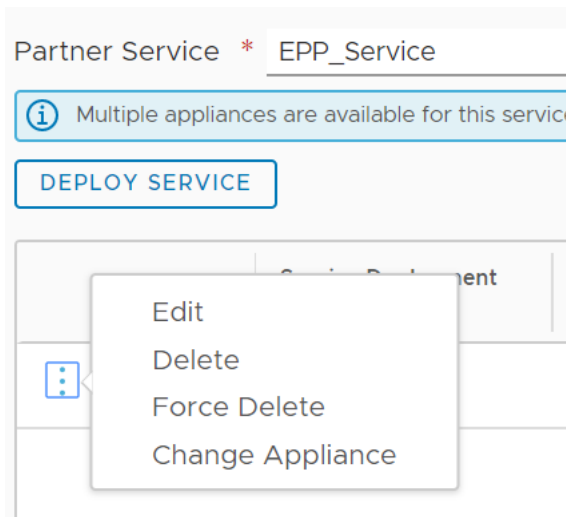 Partner Service * EPP_Service
Multiple appliances are available for this servic
DEPLOY SERVICE
Edit
Delete
Force Delete
Change Appliance